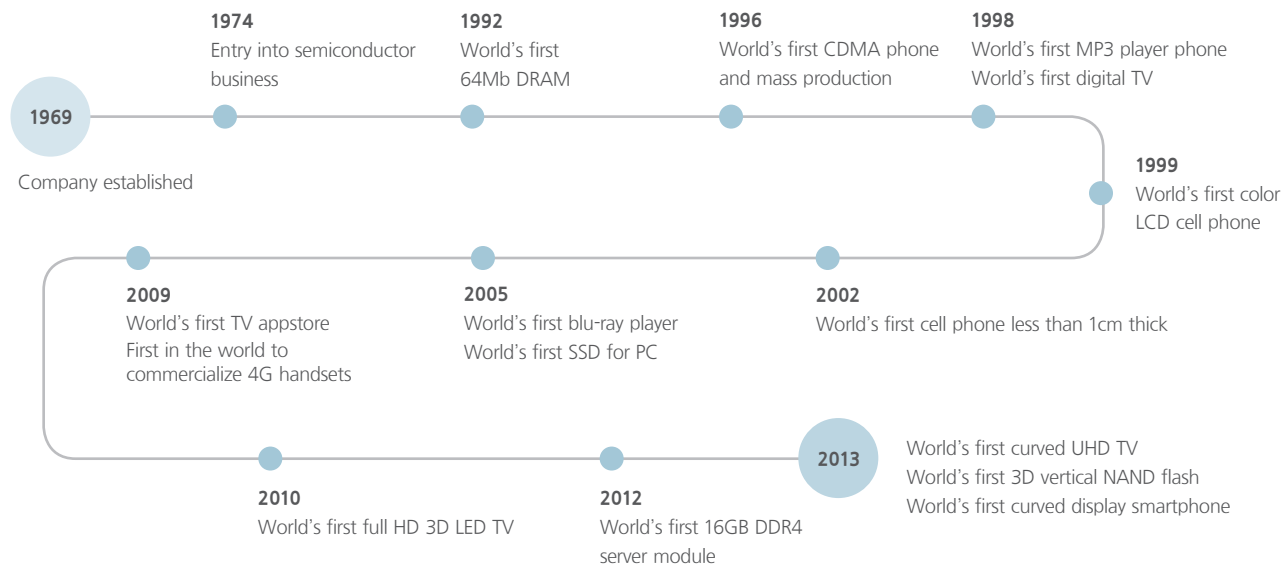 1969
Company established
1974
Entry into semiconductor
business
1992
World's first
64Mb DRAM
1996
World's first CDMA phone
and mass production
1998
World's first MP3 player phone
World's first digital TV
1999
World's first color
LCD cell phone
2002
World's first cell phone less than 1cm thick
2005
World's first blu-ray player
World's first SSD for PC
2009
World's first TV appstore
First in the world to
commercialize 4G handsets
2010
World's first full HD 3D LED TV
2012
World's first 16GB DDR4
server module
2013
World's first curved UHD TV
World's first 3D vertical NAND flash
World's first curved display smartphone